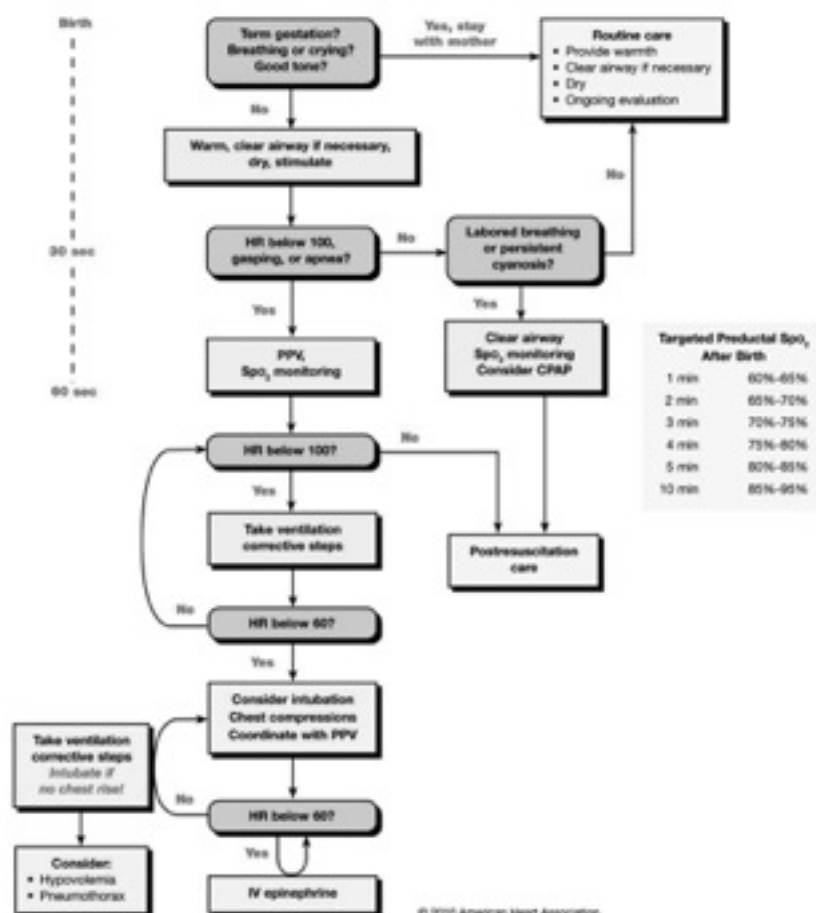 Birth
Term gestation?
Breathing or crying?
Good tone?
Yes, stay
with mother
Routine care
• Provide warmth
• Clear airway if necessary
• Dry
• Ongoing evaluation
No
Warm, clear airway if necessary,
dry, stimulate
No
30 sec
HR below 100,
gasping, or apnea?
No
Labored breathing
or persistent
cyanosis?
Yes
Yes
PPV,
Spo₂ monitoring
Clear airway
Spo₂ monitoring
Consider CPAP
60 sec
Targeted Preductal Spo₂
After Birth
1 min 60%-65%
2 min 65%-70%
3 min 70%-75%
4 min 75%-80%
5 min 80%-85%
10 min 85%-95%
HR below 100?
No
Yes
Take ventilation
corrective steps
Postresuscitation
care
No
HR below 60?
Yes
Consider intubation
Chest compressions
Coordinate with PPV
Take ventilation
corrective steps
Intubate if
no chest rise!
No
HR below 60?
Yes
Consider:
• Hypovolemia
• Pneumothorax
IV epinephrine
© 2010 American Heart Association